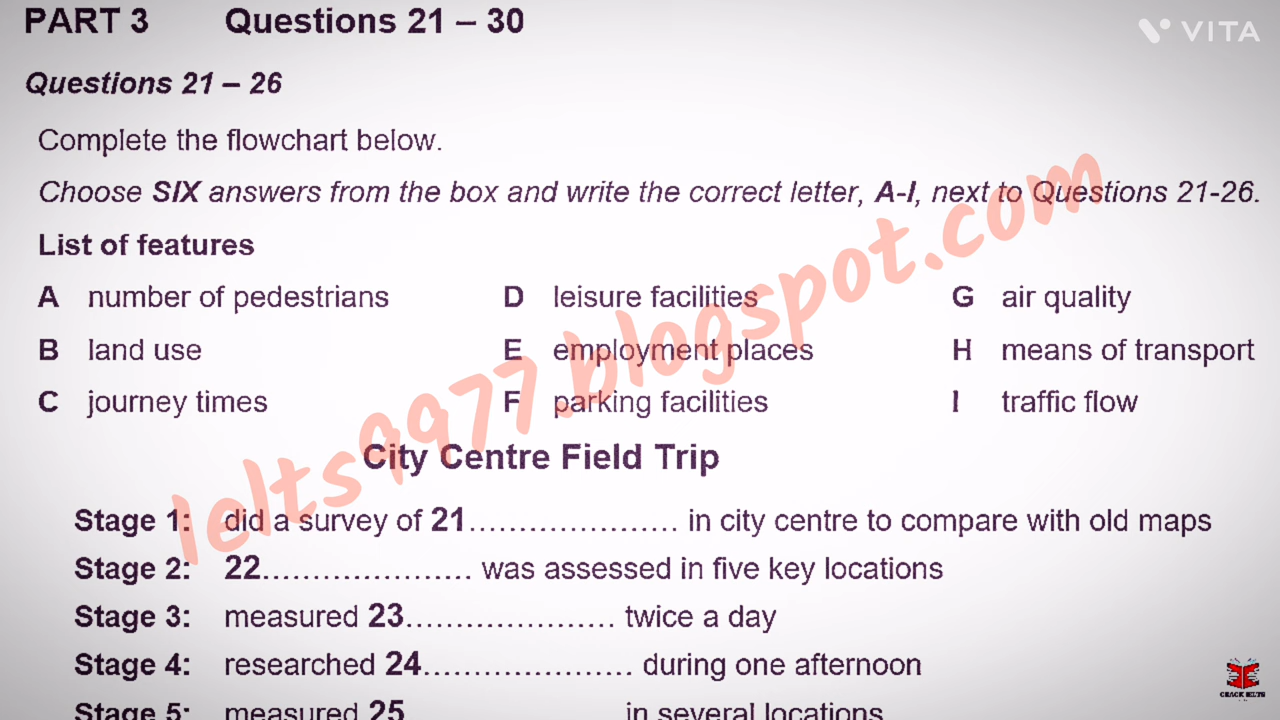 PART 3 Questions 21 – 30
VITA
Questions 21 – 26
Complete the flowchart below.
Choose SIX answers from the box and write the correct letter, A-I, next to Questions 21-26.
List of features
A number of pedestrians D leisure facilities G air quality
B land use E employment places H means of transport
C journey times F parking facilities I traffic flow
Ielts9977.blogspot.com
City Centre Field Trip
Stage 1: did a survey of 21..................... in city centre to compare with old maps
Stage 2: 22..................... was assessed in five key locations
Stage 3: measured 23..................... twice a day
Stage 4: researched 24..................... during one afternoon
Stage 5: measured 25 in several locations
CRACK IELTS